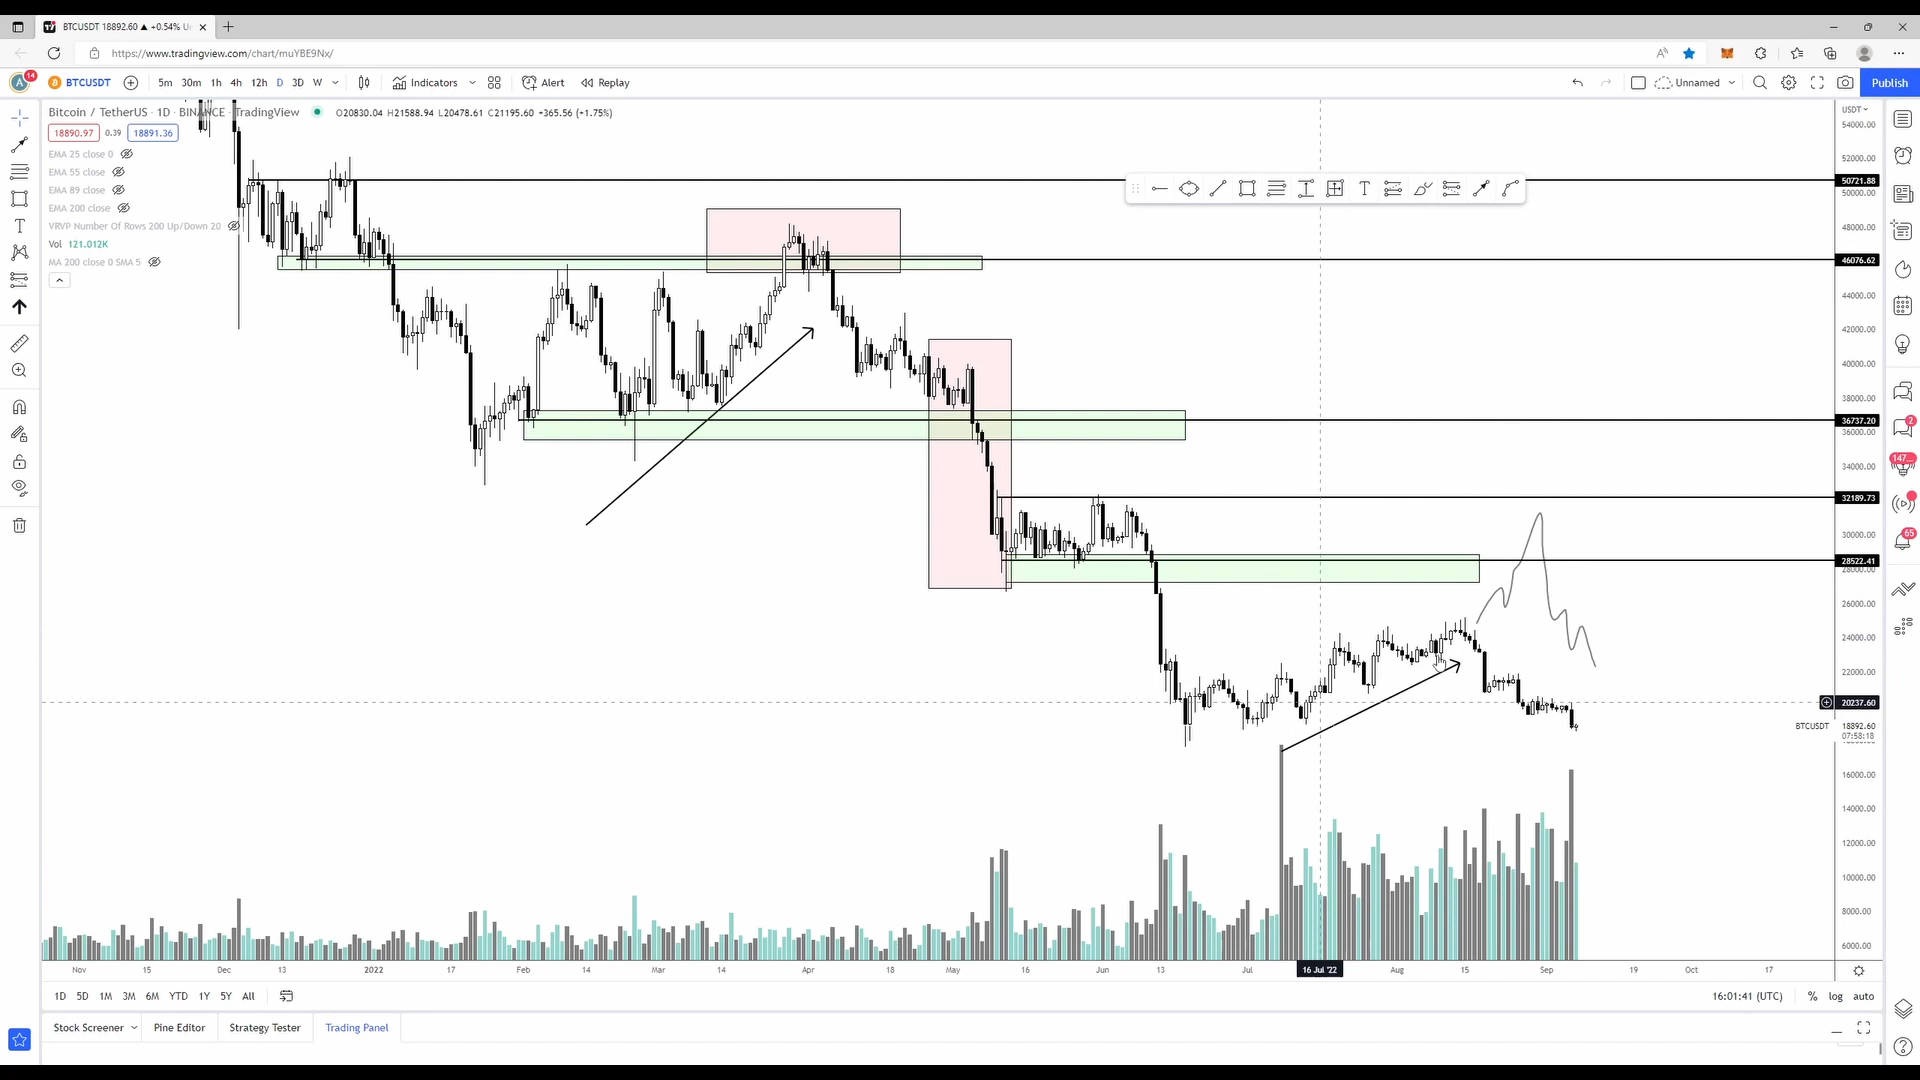 BTCUSDT 18892.60 ▲ +0.54% Un
https://www.tradingview.com/chart/muYBE9Nx/
A 14 BTCUSDT 5m 30m 1h 4h 12h D 3D W Indicators Alert Replay Unnamed Publish
Bitcoin / TetherUS · 1D · BINANCE · TradingView O20830.04 H21588.94 L20478.61 C21195.60 +365.56 (+1.75%)
18890.97 0.39 18891.36
EMA 25 close 0
EMA 55 close
EMA 89 close
EMA 200 close
VRVP Number Of Rows 200 Up/Down 20
Vol 121.012K
MA 200 close 0 SMA 5
USDT
54000.00
52000.00
50721.88
50000.00
48000.00
46076.62
44000.00
42000.00
40000.00
38000.00
36737.20
36000.00
34000.00
32189.73
30000.00
28522.41
28000.00
26000.00
24000.00
22000.00
20237.60
BTCUSDT 18892.60
07:58:18
16000.00
14000.00
12000.00
10000.00
8000.00
6000.00
2
147...
65
Nov 15 Dec 13 2022 17 Feb 14 Mar 14 Apr 18 May 16 Jun 13 Jul 16 Jul '22 Aug 15 Sep 19 Oct 17
1D 5D 1M 3M 6M YTD 1Y 5Y All 16:01:41 (UTC) % log auto
Stock Screener Pine Editor Strategy Tester Trading Panel